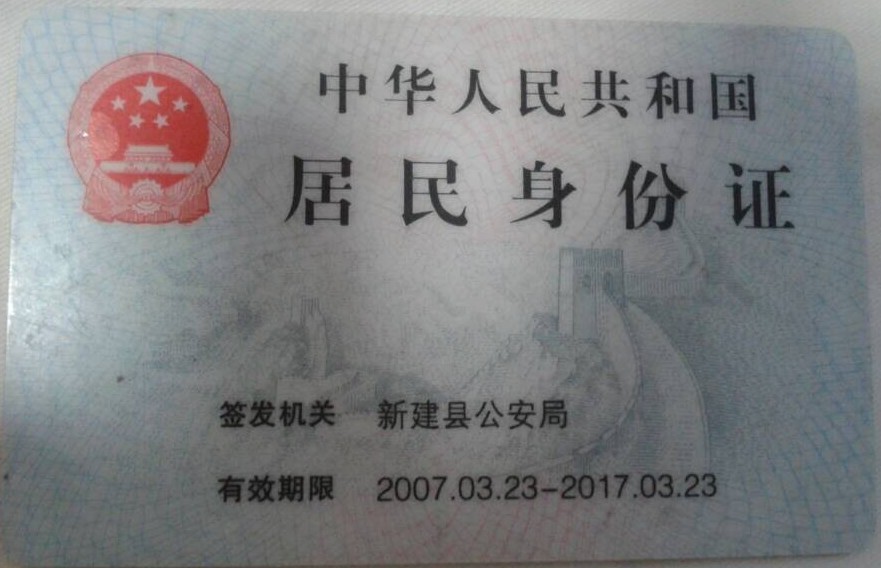 中华人民共和国
居民身份证
签发机关 新建县公安局
有效期限 2007.03.23-2017.03.23